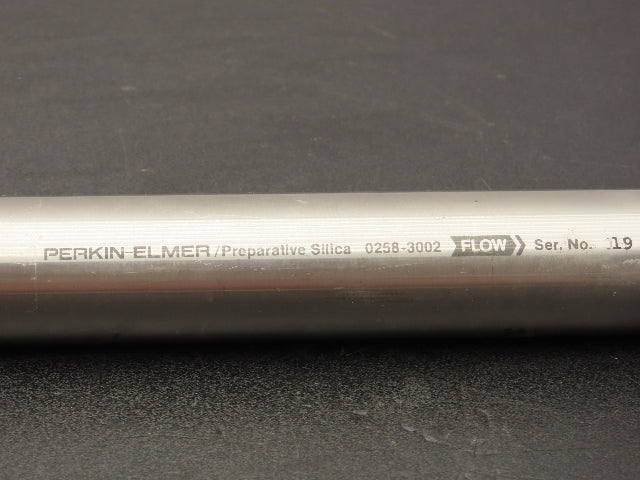 PERKIN-ELMER /Preparative Silica 0258-3002 FLOW Ser. No. 19